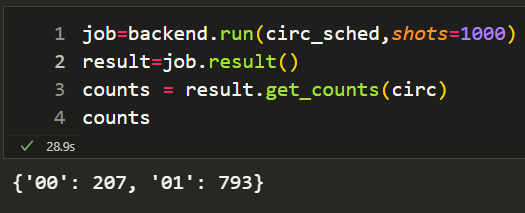 1 job=backend.run(circ_sched,shots=1000)
2 result=job.result()
3 counts = result.get_counts(circ)
4 counts
✓ 28.9s
{'00': 207, '01': 793}